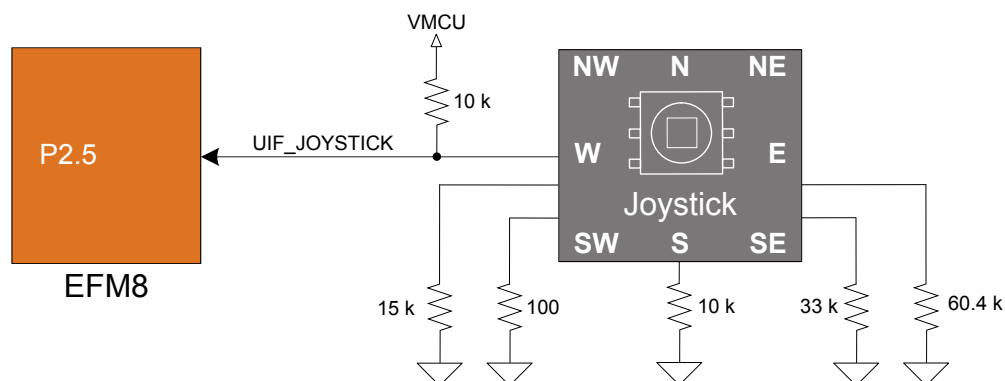 VMCU
NW N NE
10 k
P2.5
UIF_JOYSTICK
W E
Joystick
SW S SE
EFM8
15 k
100
10 k
33 k
60.4 k